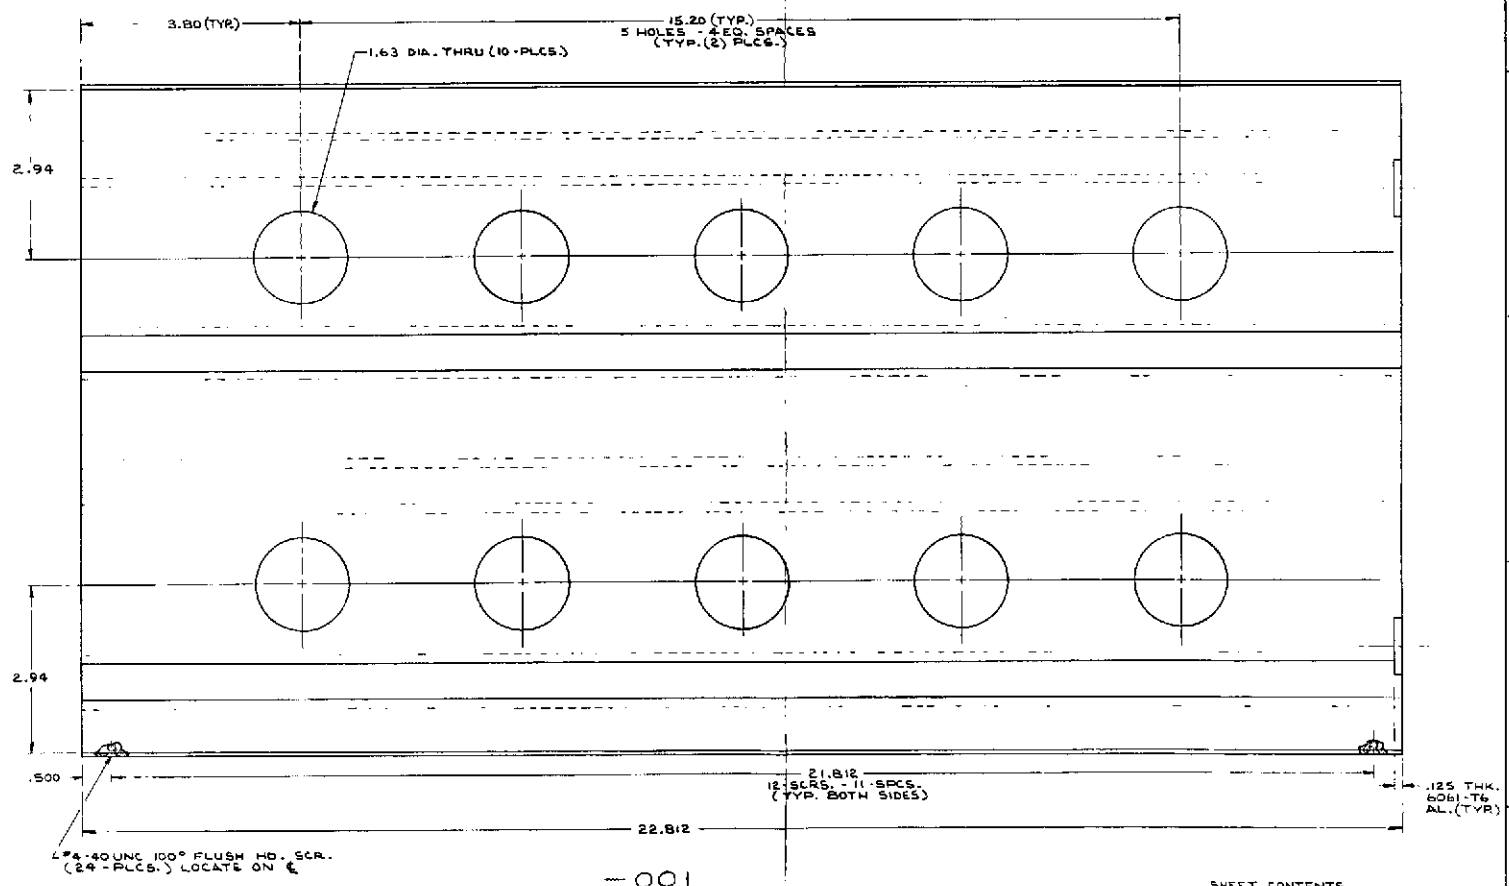 3.80 (TYP.)
15.20 (TYP.)
5 HOLES - 4 EQ. SPACES
(TYP. (2) PLCS.)
1.63 DIA. THRU (10-PLCS.)
2.94
2.94
.500
21.812
12-SCRS. - 11-SPCS.
(TYP. BOTH SIDES)
.125 THK.
6061-T6
AL. (TYP)
22.812
#4-40 UNC 100° FLUSH HD. SCR.
(24-PLCS.) LOCATE ON ℄
-001
SHEET CONTENTS